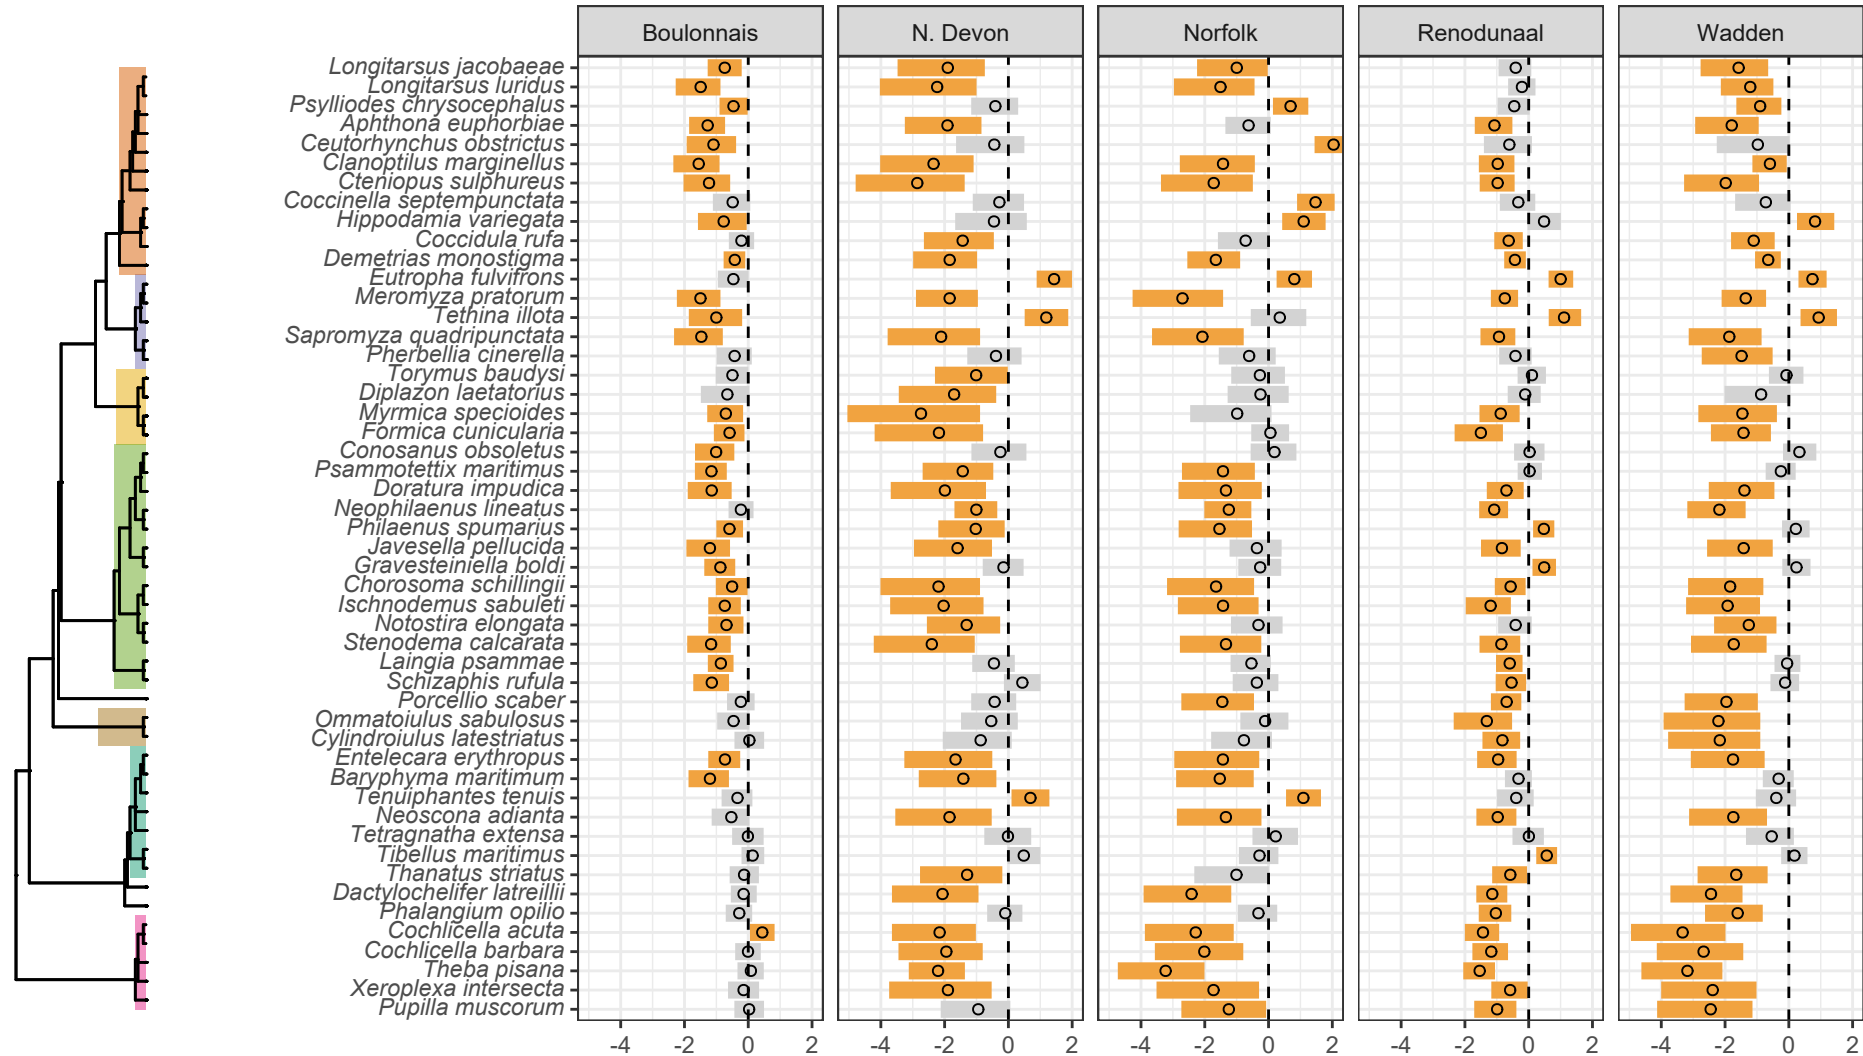 Boulonnais N. Devon Norfolk Renodunaal Wadden
Longitarsus jacobaeae
Longitarsus luridus
Psylliodes chrysocephalus
Aphthona euphorbiae
Ceutorhynchus obstrictus
Clanoptilus marginellus
Cteniopus sulphureus
Coccinella septempunctata
Hippodamia variegata
Coccidula rufa
Demetrias monostigma
Eutropha fulvifrons
Meromyza pratorum
Tethina illota
Sapromyza quadripunctata
Pherbellia cinerella
Torymus baudysi
Diplazon laetatorius
Myrmica specioides
Formica cunicularia
Conosanus obsoletus
Psammotettix maritimus
Doratura impudica
Neophilaenus lineatus
Philaenus spumarius
Javesella pellucida
Gravesteiniella boldi
Chorosoma schillingii
Ischnodemus sabuleti
Notostira elongata
Stenodema calcarata
Laingia psammae
Schizaphis rufula
Porcellio scaber
Ommatoiulus sabulosus
Cylindroiulus latestriatus
Entelecara erythropus
Baryphyma maritimum
Tenuiphantes tenuis
Neoscona adianta
Tetragnatha extensa
Tibellus maritimus
Thanatus striatus
Dactylochelifer latreillii
Phalangium opilio
Cochlicella acuta
Cochlicella barbara
Theba pisana
Xeroplexa intersecta
Pupilla muscorum
-4 -2 0 2 -4 -2 0 2 -4 -2 0 2 -4 -2 0 2 -4 -2 0 2